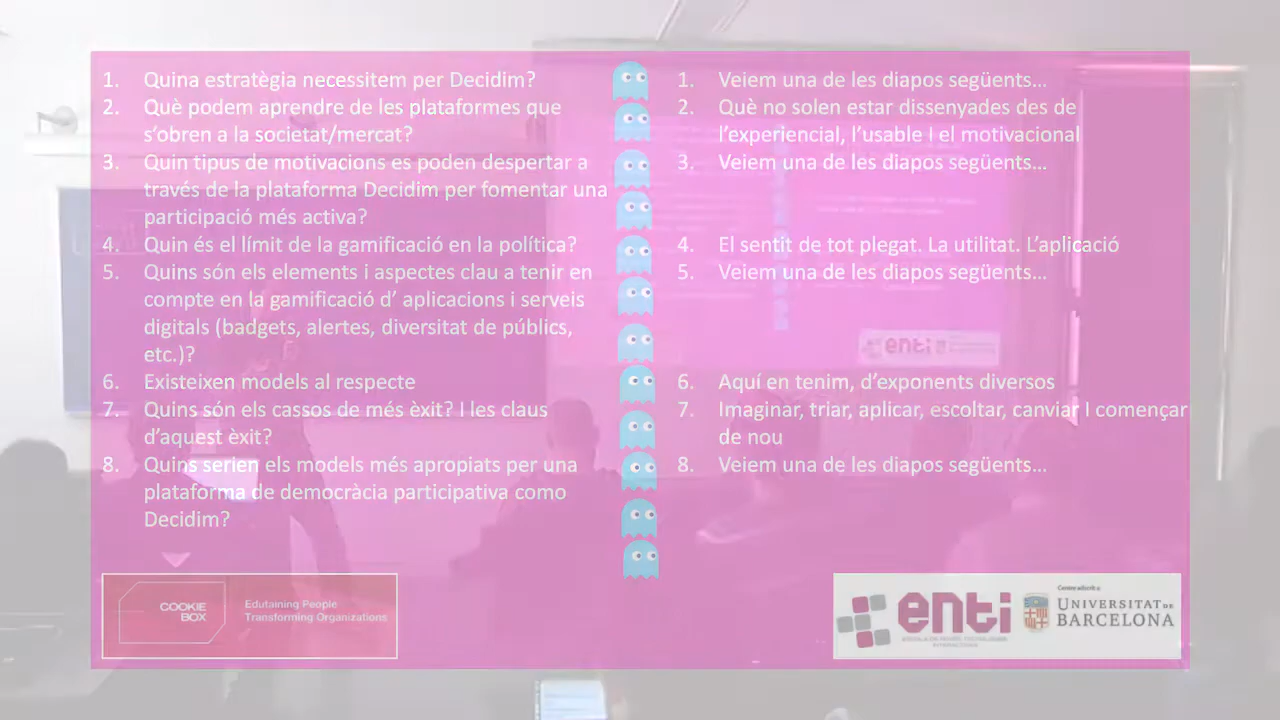 1. Quina estratègia necessitem per Decidim?
2. Què podem aprendre de les plataformes que
s'obren a la societat/mercat?
3. Quin tipus de motivacions es poden despertar a
través de la plataforma Decidim per fomentar una
participació més activa?
4. Quin és el límit de la gamificació en la política?
5. Quins són els elements i aspectes clau a tenir en
compte en la gamificació d' aplicacions i serveis
digitals (badgets, alertes, diversitat de públics,
etc.)?
6. Existeixen models al respecte
7. Quins són els cassos de més èxit? I les claus
d'aquest èxit?
8. Quins serien els models més apropiats per una
plataforma de democràcia participativa como
Decidim?
1. Veiem una de les diapos següents...
2. Què no solen estar dissenyades des de
l'experiencial, l'usable I el motivacional
3. Veiem una de les diapos següents...
4. El sentit de tot plegat. La utilitat. L'aplicació
5. Veiem una de les diapos següents...
6. Aquí en tenim, d'exponents diversos
7. Imaginar, triar, aplicar, escoltar, canviar I començar
de nou
8. Veiem una de les diapos següents...
COOKIE
BOX
Edutaining People
Transforming Organizations
enti
Centre adscrit a
UNIVERSITAT DE
BARCELONA
enti